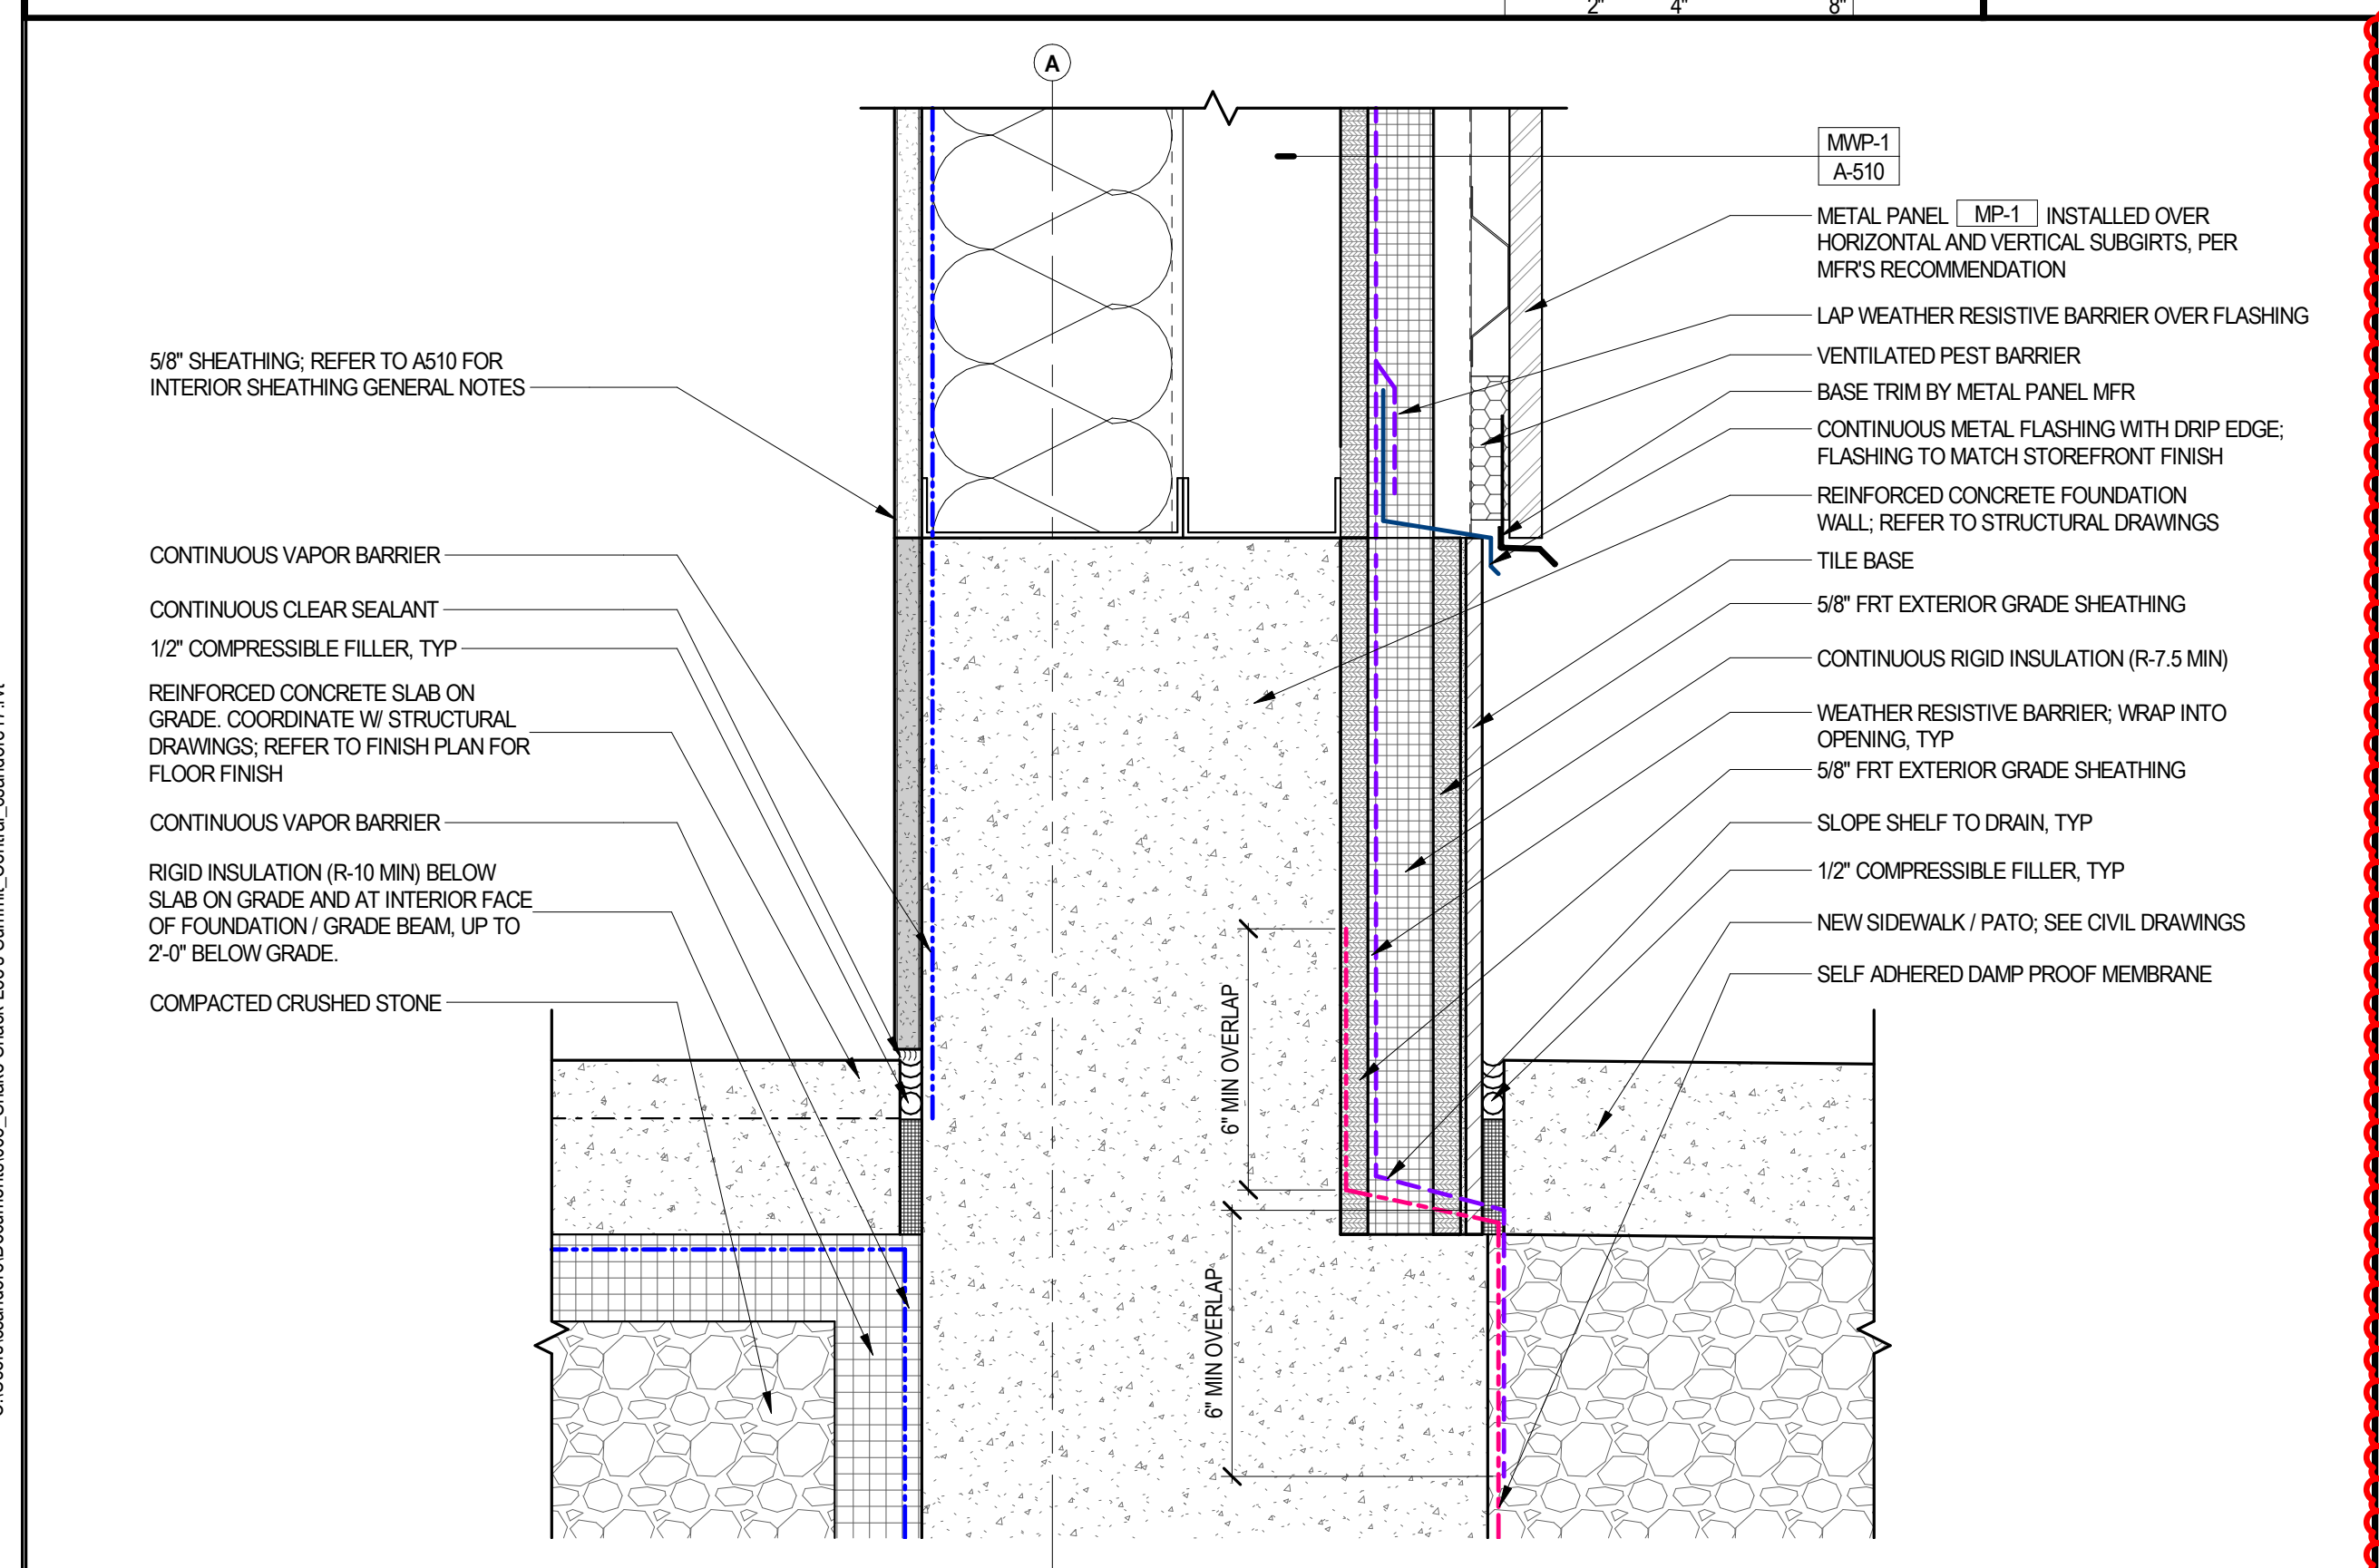 2" 4" 8"
A
MWP-1
A-510
METAL PANEL MP-1 INSTALLED OVER
HORIZONTAL AND VERTICAL SUBGIRTS, PER
MFR'S RECOMMENDATION
LAP WEATHER RESISTIVE BARRIER OVER FLASHING
VENTILATED PEST BARRIER
BASE TRIM BY METAL PANEL MFR
CONTINUOUS METAL FLASHING WITH DRIP EDGE;
FLASHING TO MATCH STOREFRONT FINISH
REINFORCED CONCRETE FOUNDATION
WALL; REFER TO STRUCTURAL DRAWINGS
TILE BASE
5/8" FRT EXTERIOR GRADE SHEATHING
CONTINUOUS RIGID INSULATION (R-7.5 MIN)
WEATHER RESISTIVE BARRIER; WRAP INTO
OPENING, TYP
5/8" FRT EXTERIOR GRADE SHEATHING
SLOPE SHELF TO DRAIN, TYP
1/2" COMPRESSIBLE FILLER, TYP
NEW SIDEWALK / PATO; SEE CIVIL DRAWINGS
SELF ADHERED DAMP PROOF MEMBRANE
5/8" SHEATHING; REFER TO A510 FOR
INTERIOR SHEATHING GENERAL NOTES
CONTINUOUS VAPOR BARRIER
CONTINUOUS CLEAR SEALANT
1/2" COMPRESSIBLE FILLER, TYP
REINFORCED CONCRETE SLAB ON
GRADE. COORDINATE W/ STRUCTURAL
DRAWINGS; REFER TO FINISH PLAN FOR
FLOOR FINISH
CONTINUOUS VAPOR BARRIER
RIGID INSULATION (R-10 MIN) BELOW
SLAB ON GRADE AND AT INTERIOR FACE
OF FOUNDATION / GRADE BEAM, UP TO
2'-0" BELOW GRADE.
COMPACTED CRUSHED STONE
6" MIN OVERLAP
6" MIN OVERLAP